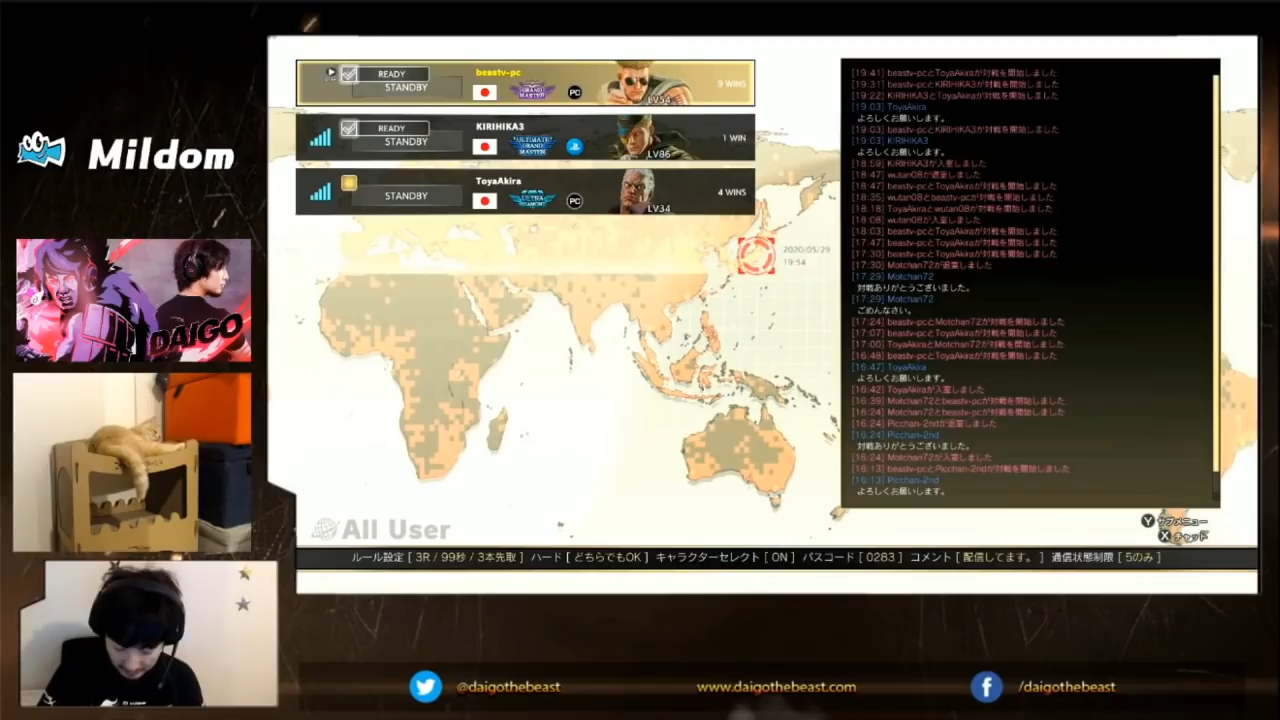 Mildom
DAIGO
READY
STANDBY
beastv-pc
GRAND MASTER
PC
LV54
9 WINS
READY
STANDBY
KIRIHIKA3
ULTIMATE GRAND MASTER
LV86
1 WIN
STANDBY
ToyaAkira
ULTRA DIAMOND
PC
LV34
4 WINS
2020/05/29
19:54
[19:41] beastv-pcとToyaAkiraが対戦を開始しました
[19:31] beastv-pcとKIRIHIKA3が対戦を開始しました
[19:22] KIRIHIKA3とToyaAkiraが対戦を開始しました
[19:03] ToyaAkira
よろしくお願いします。
[19:03] beastv-pcとKIRIHIKA3が対戦を開始しました
[19:03] KIRIHIKA3
よろしくお願いします。
[18:59] KIRIHIKA3が入室しました
[18:47] wutan08が退室しました
[18:47] beastv-pcとToyaAkiraが対戦を開始しました
[18:35] wutan08とbeastv-pcが対戦を開始しました
[18:18] ToyaAkiraとwutan08が対戦を開始しました
[18:08] wutan08が入室しました
[18:03] beastv-pcとToyaAkiraが対戦を開始しました
[17:47] beastv-pcとToyaAkiraが対戦を開始しました
[17:30] beastv-pcとToyaAkiraが対戦を開始しました
[17:30] Motchan72が退室しました
[17:29] Motchan72
対戦ありがとうございました。
[17:29] Motchan72
ごめんなさい。
[17:24] beastv-pcとMotchan72が対戦を開始しました
[17:07] beastv-pcとToyaAkiraが対戦を開始しました
[17:00] ToyaAkiraとMotchan72が対戦を開始しました
[16:48] beastv-pcとToyaAkiraが対戦を開始しました
[16:47] ToyaAkira
よろしくお願いします。
[16:42] ToyaAkiraが入室しました
[16:39] Motchan72とbeastv-pcが対戦を開始しました
[16:24] Motchan72とbeastv-pcが対戦を開始しました
[16:24] Picchan-2ndが退室しました
[16:24] Picchan-2nd
対戦ありがとうございました。
[16:24] Motchan72が入室しました
[16:13] beastv-pcとPicchan-2ndが対戦を開始しました
[16:13] Picchan-2nd
よろしくお願いします。
Y サブメニュー
X チャット
All User
ルール設定 [ 3R / 99秒 / 3本先取 ] ハード [ どちらでもOK ] キャラクターセレクト [ ON ] パスコード [ 0283 ] コメント [ 配信してます。 ] 通信状態制限 [ 5のみ ]
@daigothebeast
www.daigothebeast.com
/daigothebeast